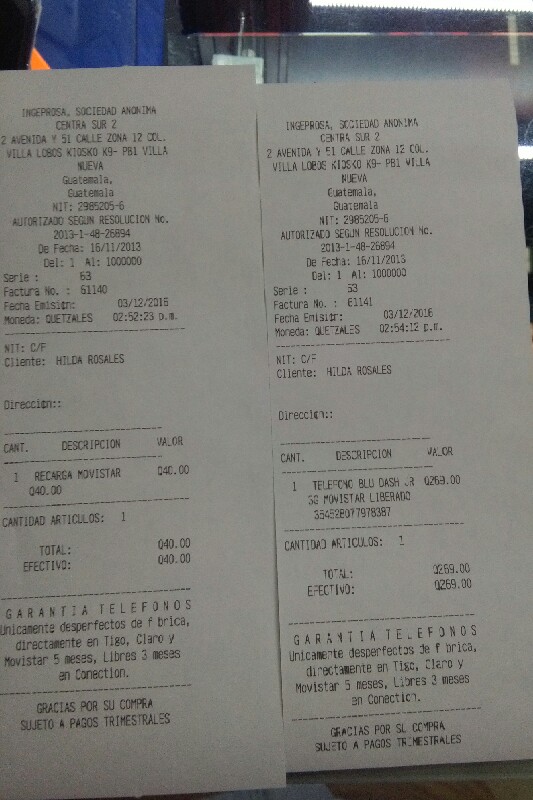 INGEPROSA, SOCIEDAD ANONIMA
CENTRA SUR 2
2 AVENIDA Y 51 CALLE ZONA 12 COL.
VILLA LOBOS KIOSKO K9- PB1 VILLA
NUEVA
Guatemala,
Guatemala
NIT: 2985205-6
AUTORIZADO SEGUN RESOLUCION No.
2013-1-48-26894
De Fecha: 16/11/2013
Del: 1 Al: 1000000
Serie : 63
Factura No. : 61140
Fecha Emisión: 03/12/2016
Moneda: QUETZALES 02:52:23 p.m.
NIT: C/F
Cliente: HILDA ROSALES
Direccion::
CANT. DESCRIPCION VALOR
1 RECARGA MOVISTAR Q40.00
Q40.00
CANTIDAD ARTICULOS: 1
TOTAL: Q40.00
EFECTIVO: Q40.00
G A R A N T I A T E L E F O N O S
Unicamente desperfectos de f brica,
directamente en Tigo, Claro y
Movistar 5 meses, Libres 3 meses
en Conection.
GRACIAS POR SU COMPRA
SUJETO A PAGOS TRIMESTRALES
INGEPROSA, SOCIEDAD ANONIMA
CENTRA SUR 2
2 AVENIDA Y 51 CALLE ZONA 12 COL.
VILLA LOBOS KIOSKO K9- PB1 VILLA
NUEVA
Guatemala,
Guatemala
NIT: 2985205-6
AUTORIZADO SEGUN RESOLUCION No.
2013-1-48-26894
De Fecha: 16/11/2013
Del: 1 Al: 1000000
Serie : 63
Factura No. : 61141
Fecha Emisión: 03/12/2016
Moneda: QUETZALES 02:54:12 p.m.
NIT: C/F
Cliente: HILDA ROSALES
Direccion::
CANT. DESCRIPCION VALOR
1 TELEFONO BLU DASH JR Q269.00
3G MOVISTAR LIBERADO
354528077978387
CANTIDAD ARTICULOS: 1
TOTAL: Q269.00
EFECTIVO: Q269.00
G A R A N T I A T E L E F O N O S
Unicamente desperfectos de f brica,
directamente en Tigo, Claro y
Movistar 5 meses, Libres 3 meses
en Conection.
GRACIAS POR SU COMPRA
SUJETO A PAGOS TRIMESTRALES